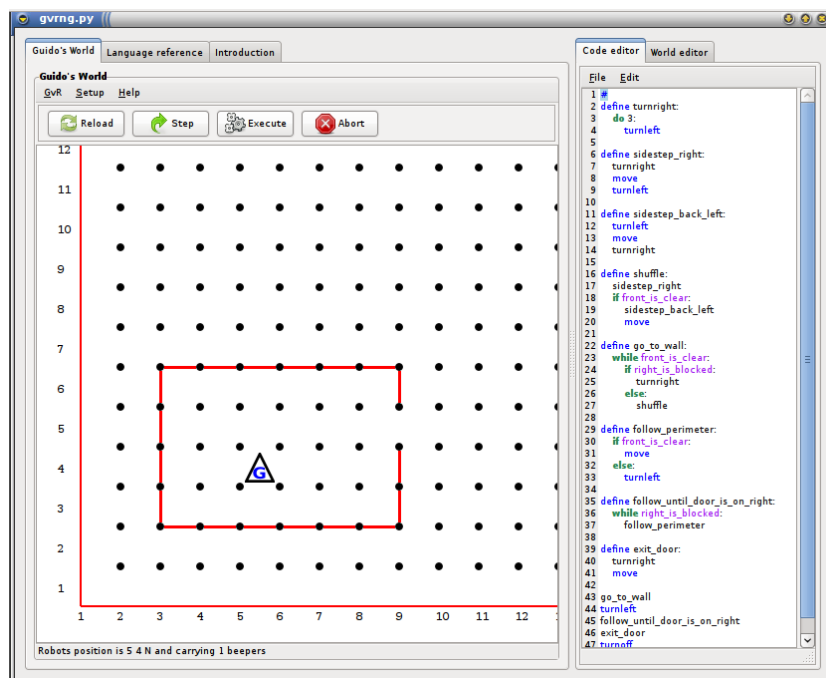 gvrng.py
Guido's World Language reference Introduction
Guido's World
GvR Setup Help
Reload Step Execute Abort
12
11
10
9
8
7
6
5
4
3
2
1
G
1 2 3 4 5 6 7 8 9 10 11 12
Robots position is 5 4 N and carrying 1 beepers
Code editor World editor
File Edit
1 #
2 define turnright:
3 do 3:
4 turnleft
5
6 define sidestep_right:
7 turnright
8 move
9 turnleft
10
11 define sidestep_back_left:
12 turnleft
13 move
14 turnright
15
16 define shuffle:
17 sidestep_right
18 if front_is_clear:
19 sidestep_back_left
20 move
21
22 define go_to_wall:
23 while front_is_clear:
24 if right_is_blocked:
25 turnright
26 else:
27 shuffle
28
29 define follow_perimeter:
30 if front_is_clear:
31 move
32 else:
33 turnleft
34
35 define follow_until_door_is_on_right:
36 while right_is_blocked:
37 follow_perimeter
38
39 define exit_door:
40 turnright
41 move
42
43 go_to_wall
44 turnleft
45 follow_until_door_is_on_right
46 exit_door
47 turnoff